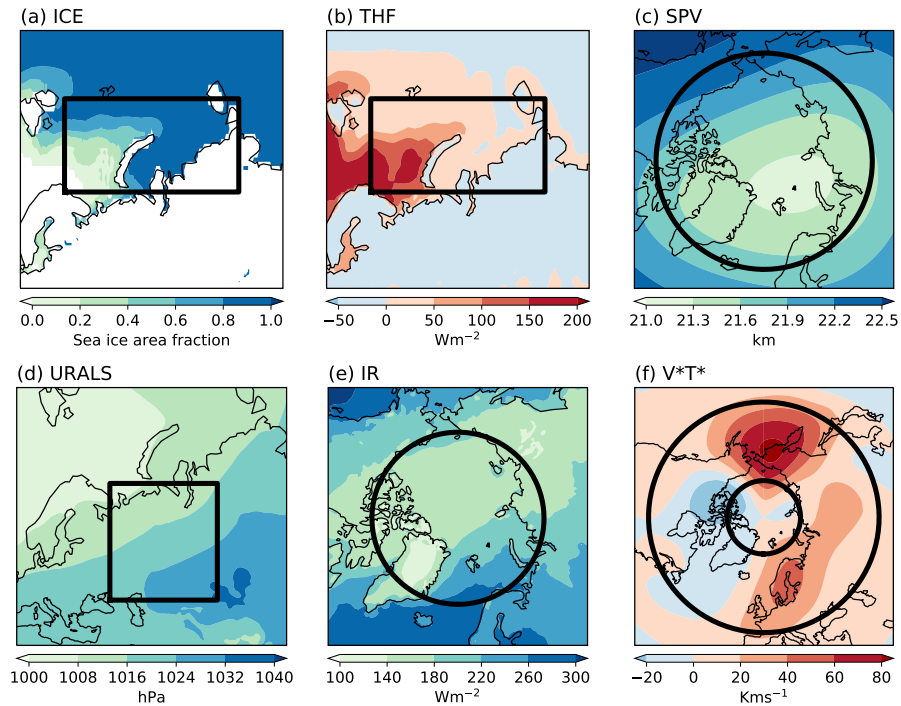 (a) ICE
(b) THF
(c) SPV
0.0 0.2 0.4 0.6 0.8 1.0
Sea ice area fraction
−50 0 50 100 150 200
Wm⁻²
21.0 21.5 21.75 21.9 22.2 22.5
km
(d) URALS
(e) IR
(f) V*T*
1000 1008 1016 1024 1032 1040
hPa
100 140 180 220 260 300
Wm⁻²
−20 0 20 40 60 80
Kms⁻¹